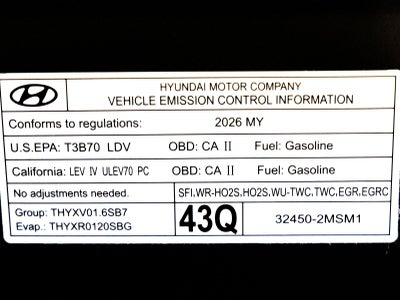 HYUNDAI MOTOR COMPANY
VEHICLE EMISSION CONTROL INFORMATION
Conforms to regulations: 2026 MY
U.S.EPA: T3B70 LDV OBD: CA II Fuel: Gasoline
California: LEV IV ULEV70 PC OBD: CA II Fuel: Gasoline
No adjustments needed. SFI,WR-HO2S,HO2S,WU-TWC,TWC,EGR,EGRC
Group: THYXV01.6SB7
Evap.: THYXR0120SBG
43Q
32450-2MSM1